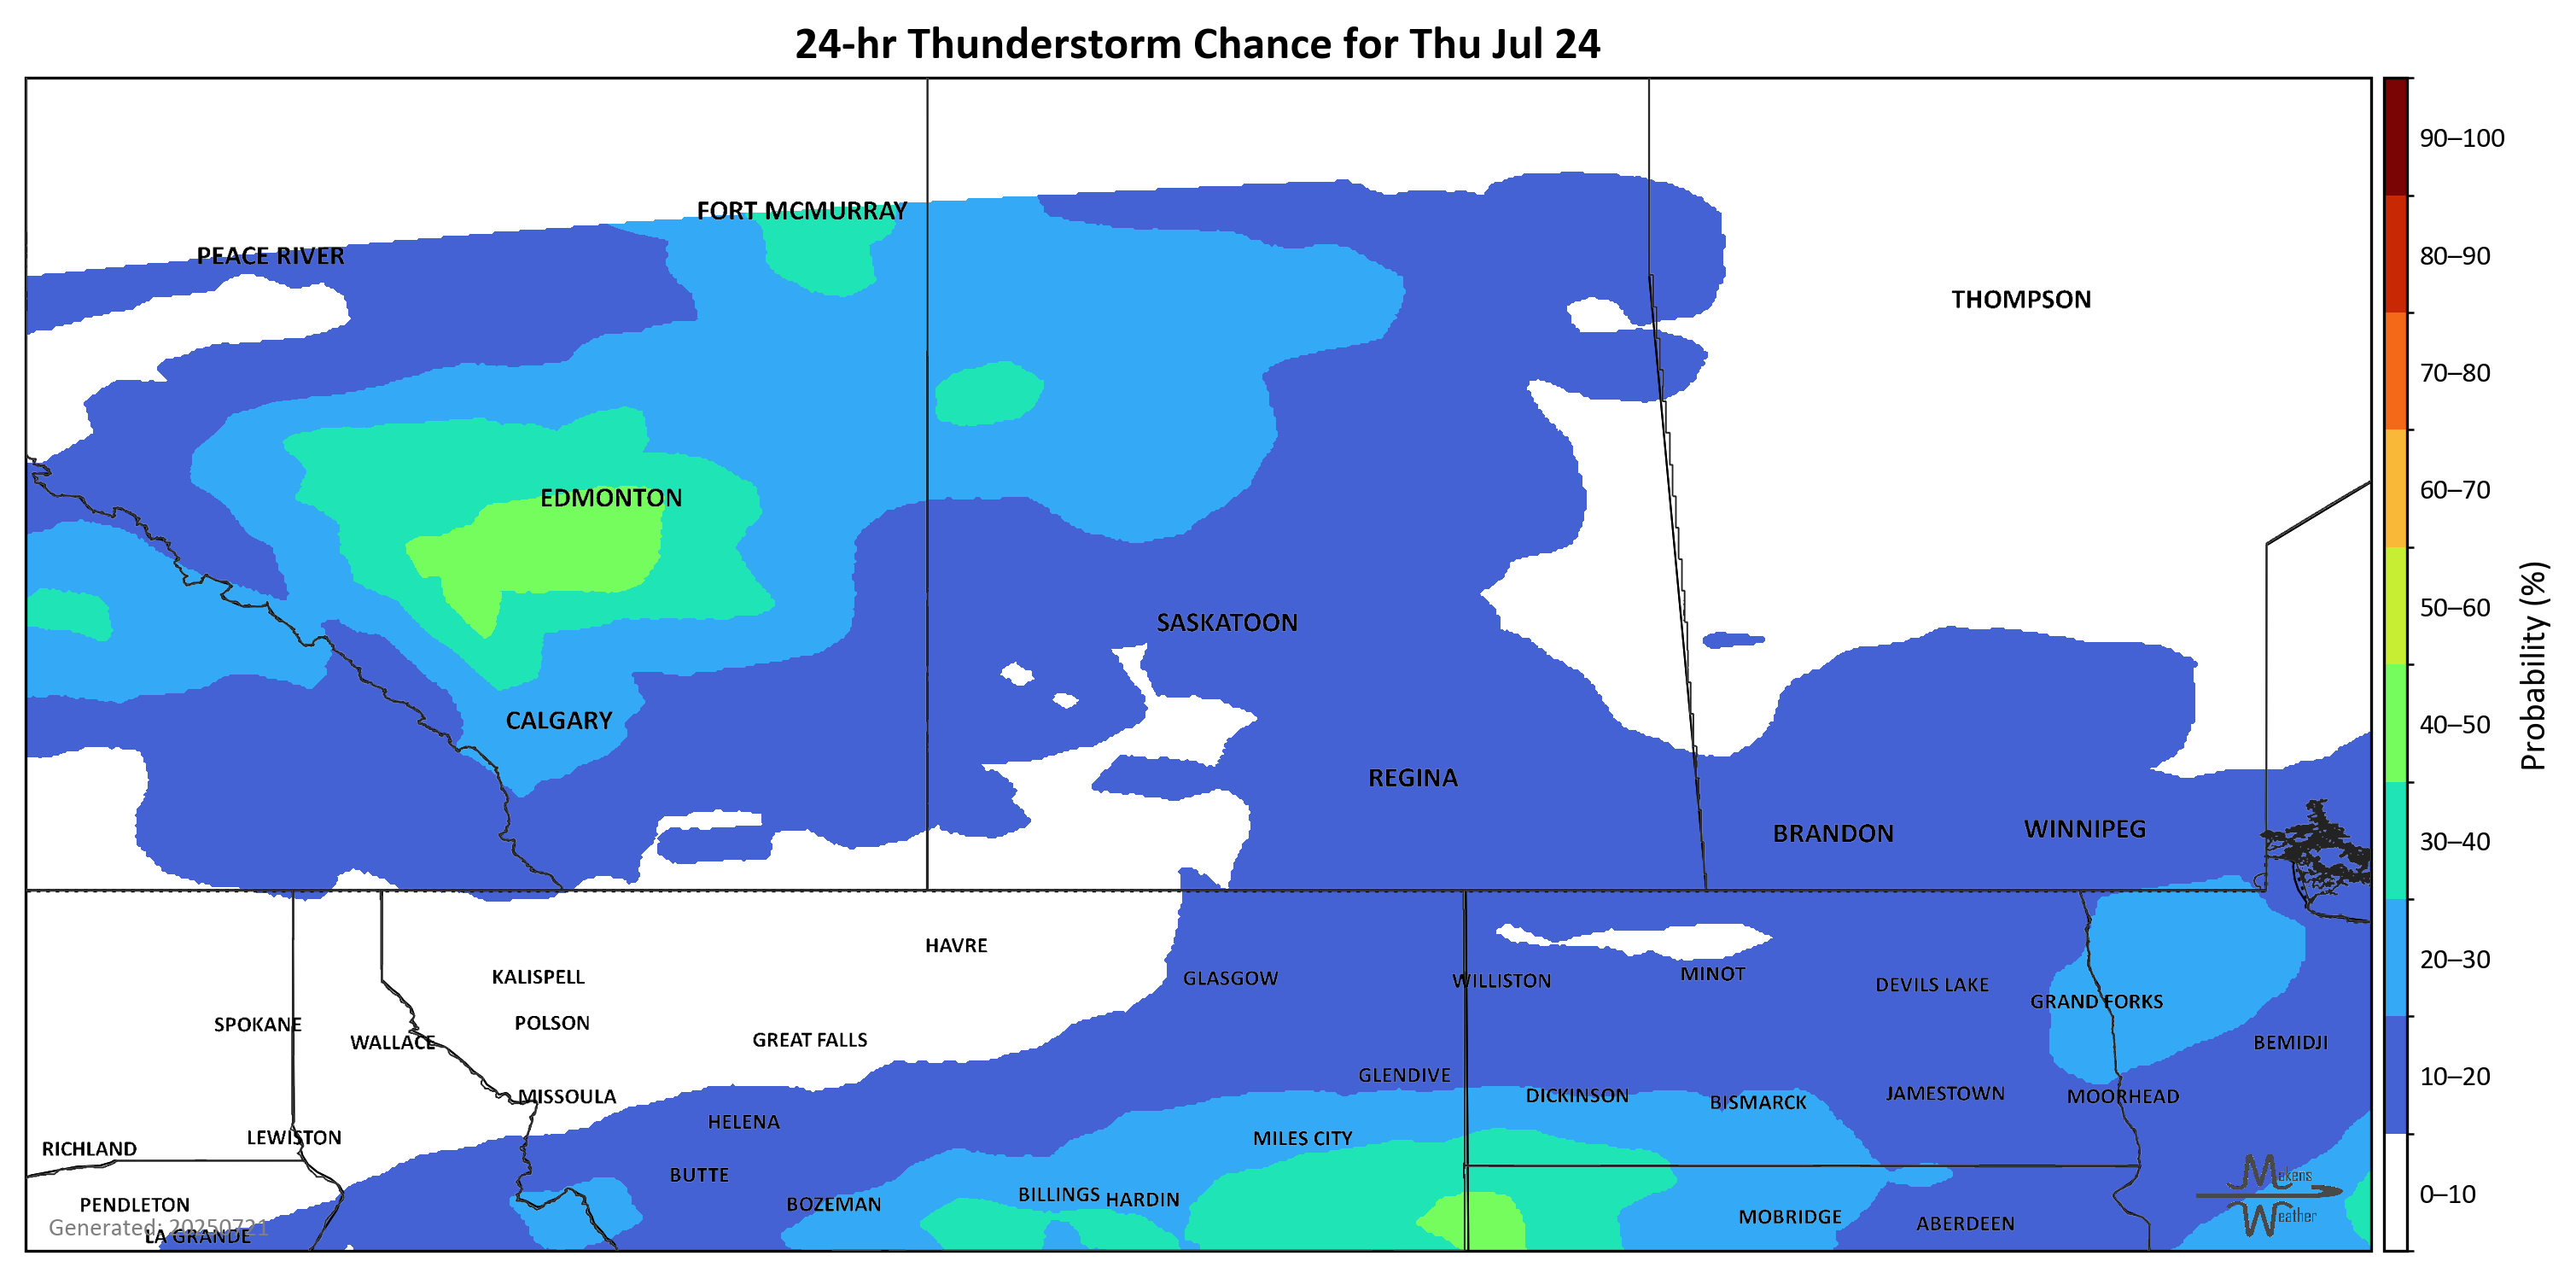 24-hr Thunderstorm Chance for Thu Jul 24
90–100
FORT MCMURRAY
PEACE RIVER
80–90
THOMPSON
70–80
EDMONTON
60–70
SASKATOON
50–60
Probability (%)
CALGARY
40–50
REGINA
BRANDON
WINNIPEG
30–40
HAVRE
20–30
KALISPELL
GLASGOW
WILLISTON
MINOT
DEVILS LAKE
GRAND FORKS
SPOKANE
POLSON
WALLACE
GREAT FALLS
BEMIDJI
GLENDIVE
10–20
MISSOULA
DICKINSON
BISMARCK
JAMESTOWN
MOORHEAD
HELENA
RICHLAND
LEWISTON
MILES CITY
BUTTE
BILLINGS
HARDIN
0–10
PENDLETON
BOZEMAN
MOBRIDGE
ABERDEEN
Makens
Weather
Generated: 20250721
LA GRANDE